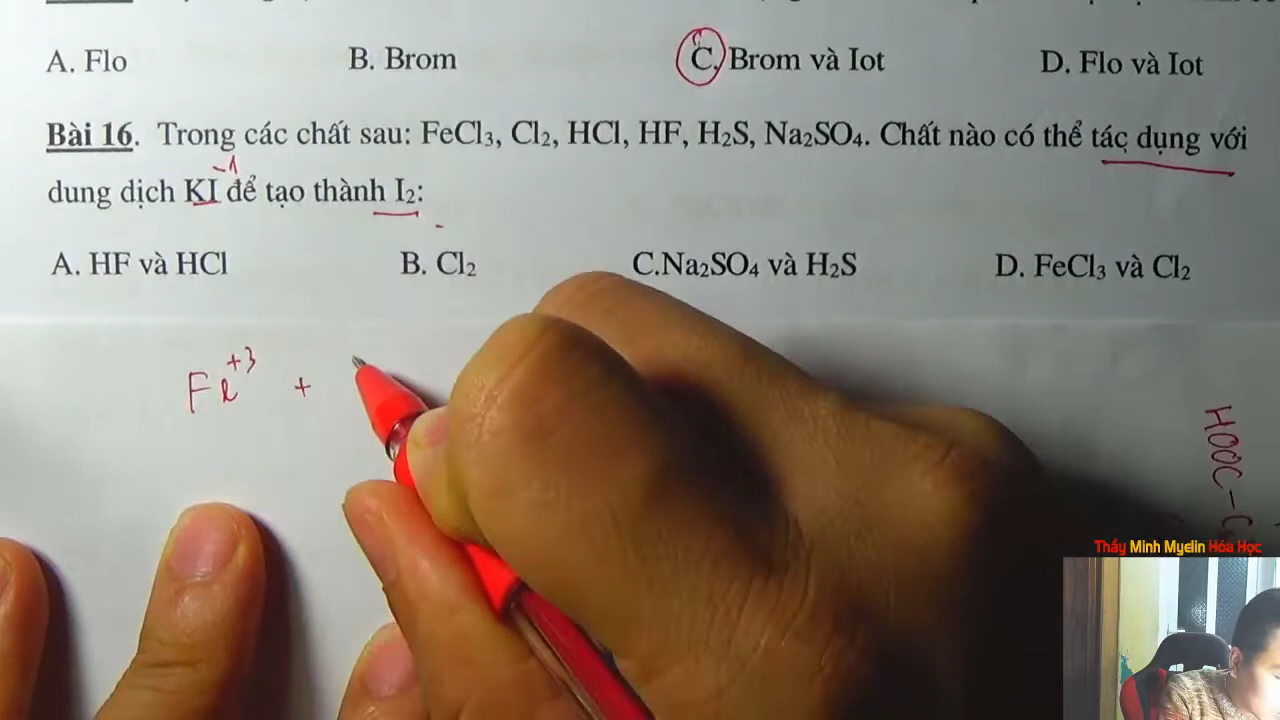 A. Flo B. Brom C. Brom và Iot D. Flo và Iot
Bài 16. Trong các chất sau: FeCl₃, Cl₂, HCl, HF, H₂S, Na₂SO₄. Chất nào có thể tác dụng với
-1
dung dịch KI để tạo thành I₂:
A. HF và HCl B. Cl₂ C.Na₂SO₄ và H₂S D. FeCl₃ và Cl₂
Fe⁺³ +
HOOC-C
Thầy Minh Myelin Hóa Học